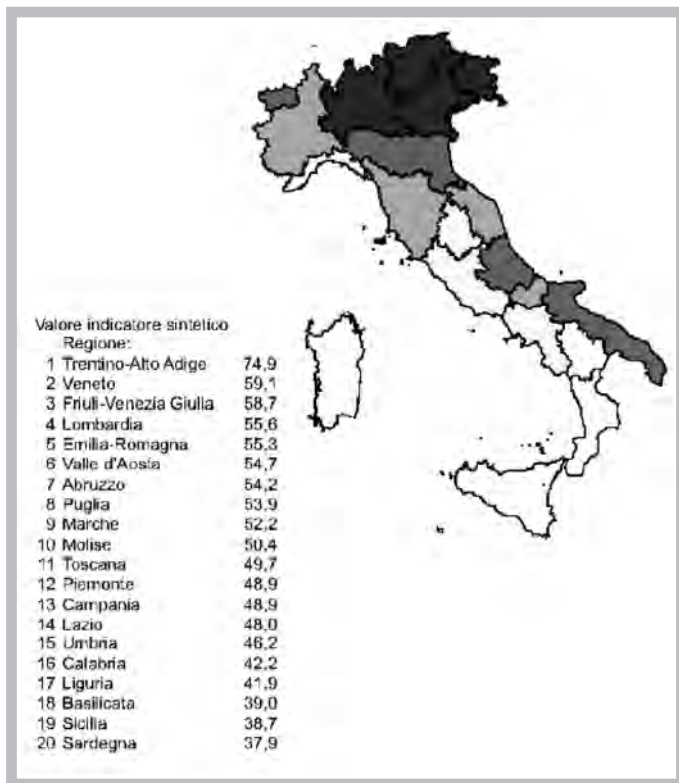 Valore indicatore sintetico
Regione:
1 Trentino-Alto Adige 74,9
2 Veneto 59,1
3 Friuli-Venezia Giulla 58,7
4 Lombardia 55,6
5 Emilia-Romagna 55,3
6 Valle d'Aosta 54,7
7 Abruzzo 54,2
8 Puglia 53,9
9 Marche 52,2
10 Molise 50,4
11 Toscana 49,7
12 Piemonte 48,9
13 Campania 48,9
14 Lazio 48,0
15 Umbria 46,2
16 Calabria 42,2
17 Liguria 41,9
18 Basilicata 39,0
19 Sicilia 38,7
20 Sardegna 37,9